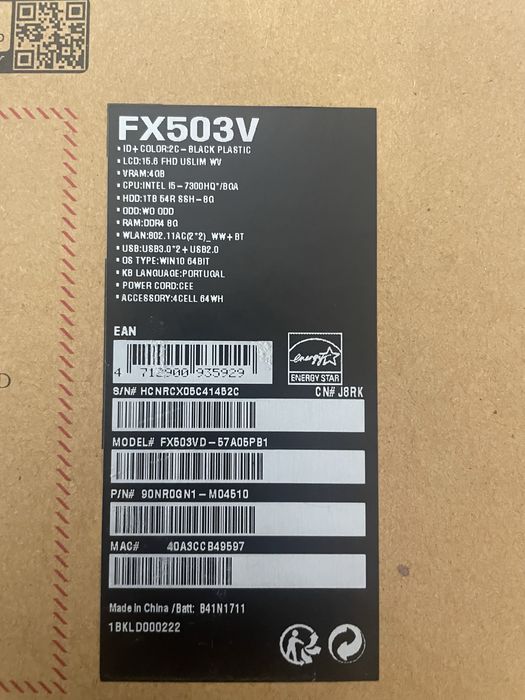 FX503V
• ID+ COLOR:2C- BLACK PLASTIC
• LCD:15.6 FHD USLIM WV
• VRAM:4GB
• CPU:INTEL I5-7300HQ*/BGA
• HDD:1TB 54R SSH-8G
• ODD:WO ODD
• RAM:DDR4 8G
• WLAN:802.11AC(2*2)_WW+BT
• USB:USB3.0*2+USB2.0
• OS TYPE:WIN10 64BIT
• KB LANGUAGE:PORTUGAL
• POWER CORD:CEE
• ACCESSORY:4CELL 64WH
EAN
4 712900 935929
energy
ENERGY STAR
S/N# HCNRCX05C41452C CN# J8RK
MODEL# FX503VD-57A05PB1
P/N# 90NR0GN1-M04510
MAC# 40A3CCB49597
Made in China /Batt: B41N1711
1BKLD000222